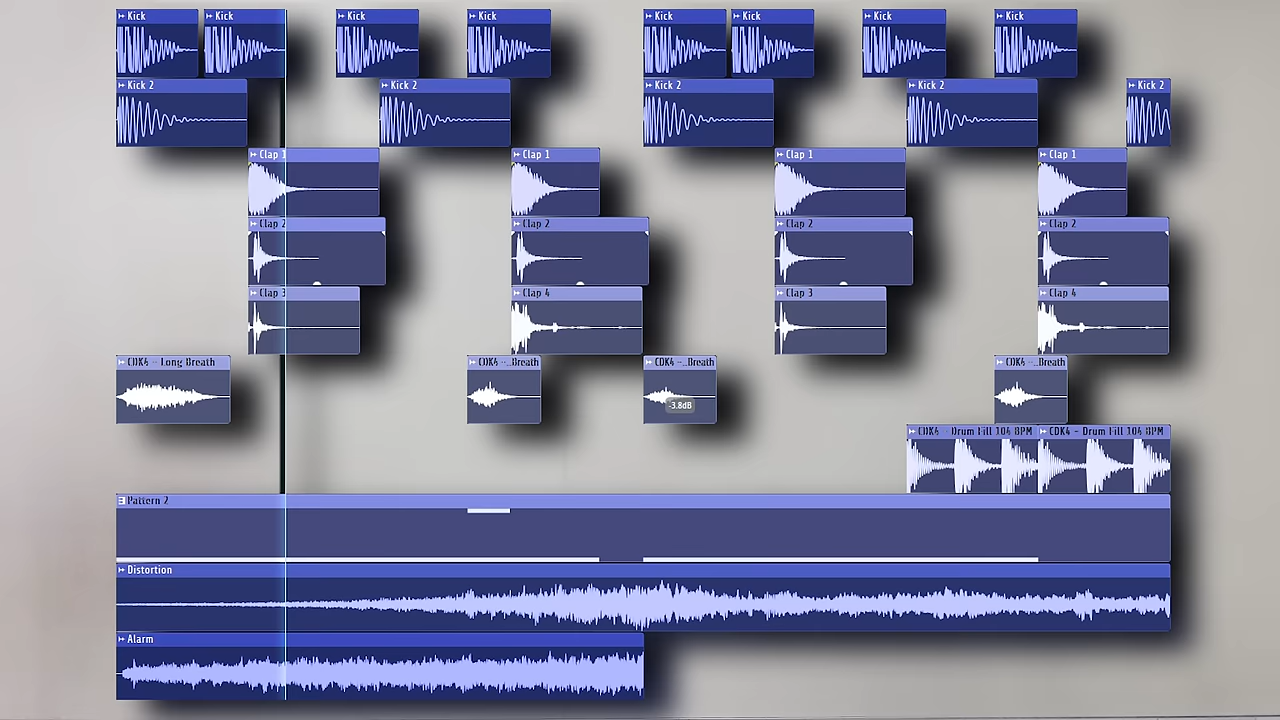 Kick
Kick
Kick
Kick
Kick
Kick
Kick
Kick
Kick 2
Kick 2
Kick 2
Kick 2
Kick 2
Clap 1
Clap 1
Clap 1
Clap 1
Clap 2
Clap 2
Clap 2
Clap 2
Clap 3
Clap 4
Clap 3
Clap 4
CDK4 - Long Breath
CDK4 -..Breath
CDK4 -..Breath
CDK4 -..Breath
-3.8dB
CDK4 - Drum Fill 104 BPM
CDK4 - Drum Fill 104 BPM
Pattern 2
Distortion
Alarm